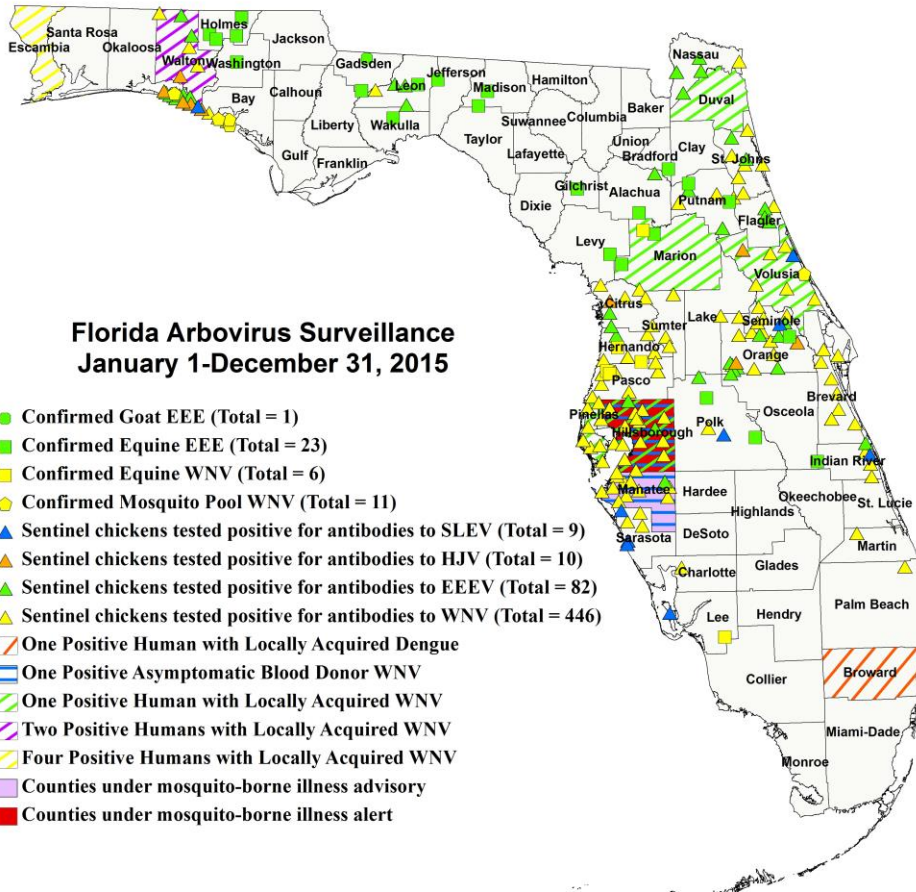 Florida Arbovirus Surveillance
January 1-December 31, 2015
Confirmed Goat EEE (Total = 1)
Confirmed Equine EEE (Total = 23)
Confirmed Equine WNV (Total = 6)
Confirmed Mosquito Pool WNV (Total = 11)
Sentinel chickens tested positive for antibodies to SLEV (Total = 9)
Sentinel chickens tested positive for antibodies to HJV (Total = 10)
Sentinel chickens tested positive for antibodies to EEEV (Total = 82)
Sentinel chickens tested positive for antibodies to WNV (Total = 446)
One Positive Human with Locally Acquired Dengue
One Positive Asymptomatic Blood Donor WNV
One Positive Human with Locally Acquired WNV
Two Positive Humans with Locally Acquired WNV
Four Positive Humans with Locally Acquired WNV
Counties under mosquito-borne illness advisory
Counties under mosquito-borne illness alert
Escambia
Santa Rosa
Okaloosa
Walton
Holmes
Washington
Jackson
Bay
Calhoun
Gulf
Liberty
Franklin
Gadsden
Leon
Wakulla
Jefferson
Madison
Taylor
Hamilton
Suwannee
Lafayette
Columbia
Baker
Union
Bradford
Nassau
Duval
Clay
St. Johns
Gilchrist
Alachua
Dixie
Putnam
Flagler
Levy
Marion
Volusia
Citrus
Sumter
Lake
Seminole
Hernando
Orange
Pasco
Pinellas
Hillsborough
Polk
Osceola
Brevard
Indian River
Manatee
Hardee
Highlands
Okeechobee
St. Lucie
Sarasota
DeSoto
Martin
Charlotte
Glades
Lee
Hendry
Palm Beach
Collier
Broward
Miami-Dade
Monroe